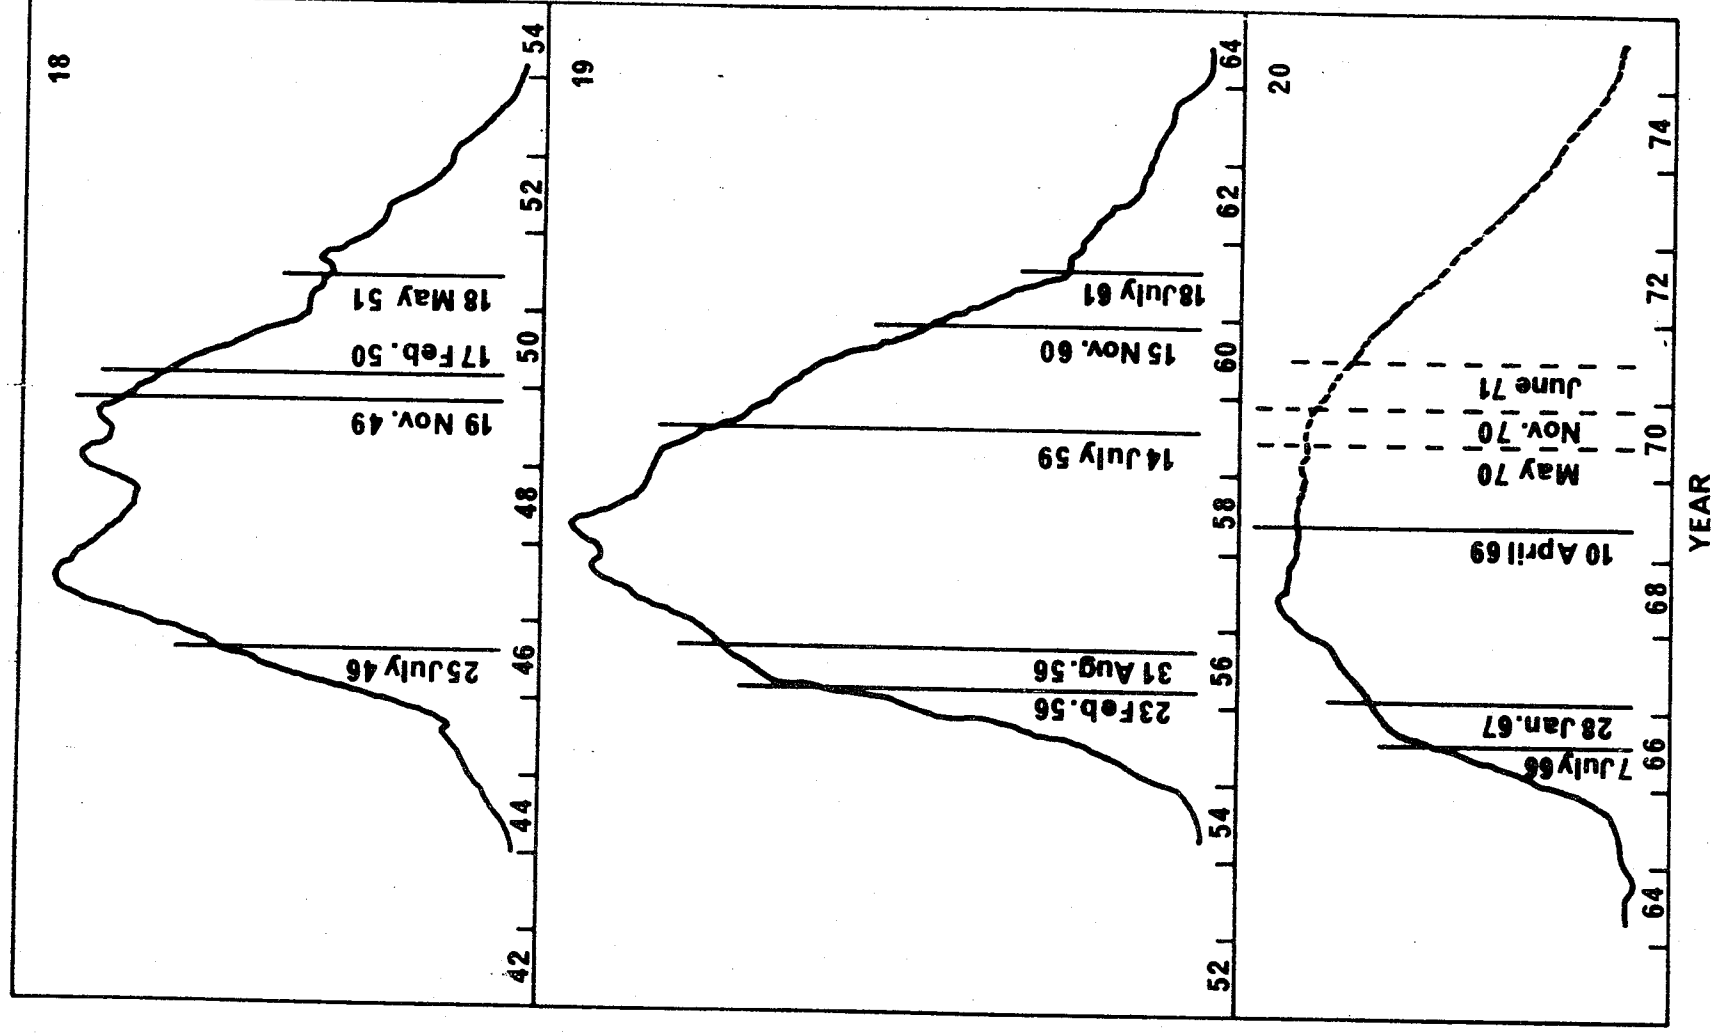 18
25 July 46
19 Nov. 49
17 Feb. 50
18 May 51
42
44
46
48
50
52
54
19
23 Feb. 56
31 Aug. 56
14 July 59
15 Nov. 60
18 July 61
52
54
56
58
60
62
64
20
7 July 66
28 Jan. 67
10 April 69
May 70
Nov. 70
June 71
64
66
68
70
72
74
YEAR